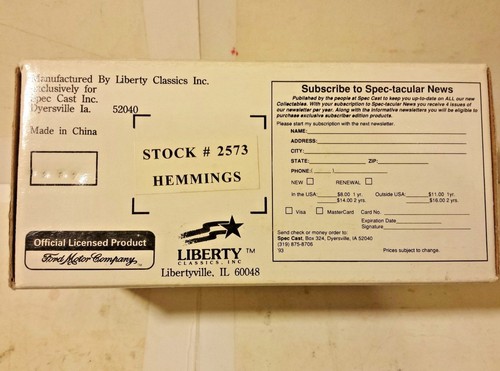 Manufactured By Liberty Classics Inc.
Exclusively for
Spec Cast Inc.
Dyersville Ia. 52040
Made in China
STOCK # 2573
HEMMINGS
Official Licensed Product
Ford Motor Company
LIBERTY TM
CLASSICS, INC
Libertyville, IL 60048
Subscribe to Spec-tacular News
Published by the people at Spec Cast to keep you up-to-date on ALL our new
Collectables. With your subscription to Spec-tacular News you receive 4 issues of
our newsletter per year. Along with the informative newsletters you will be eligible to
purchase exclusive subscriber edition products.
Please start my subscription with the next newsletter.
NAME:
ADDRESS:
CITY:
STATE: ZIP:
PHONE: / /
NEW RENEWAL
In the USA: $8.00 1 yr. Outside USA: $11.00 1yr.
$14.00 2 yrs. $16.00 2 yrs.
Visa MasterCard Card No.
Expiration Date
Signature
Send check or money order to:
Spec Cast, Box 324, Dyersville, IA 52040
(319) 875-8706
93 Prices subject to change.